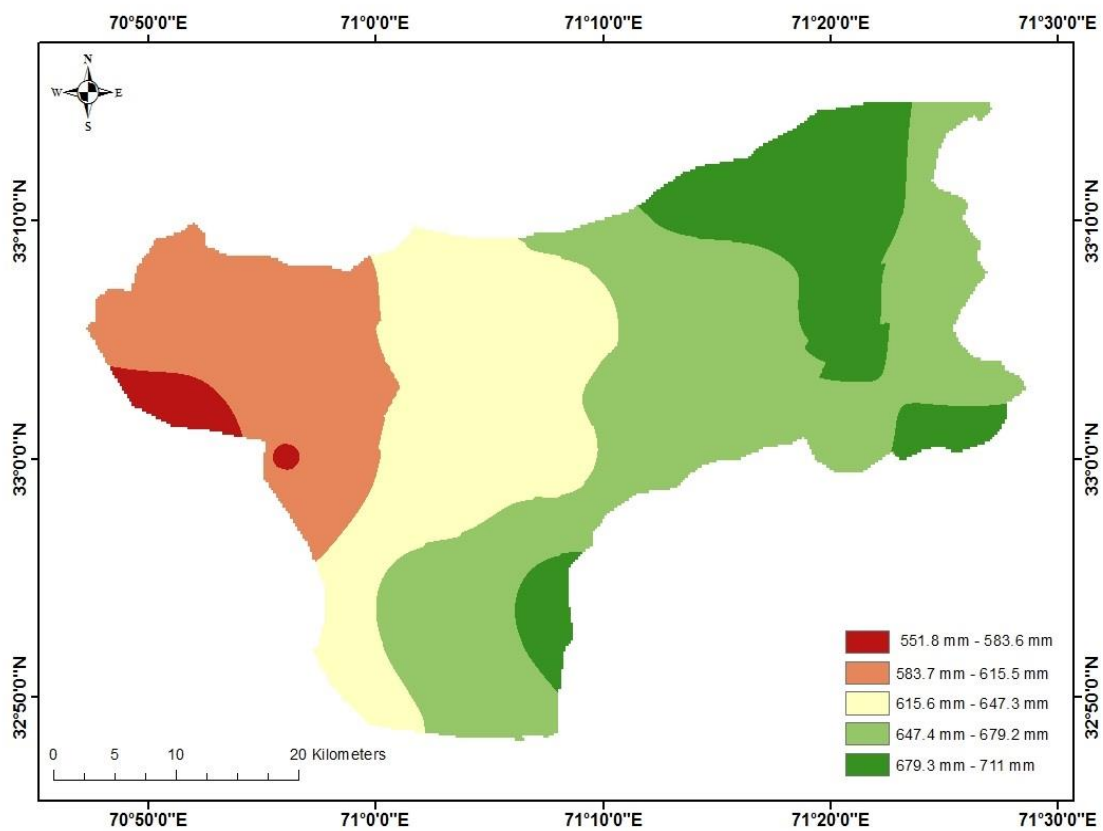 70°50'0"E 71°0'0"E 71°10'0"E 71°20'0"E 71°30'0"E
N
W E
S
33°10'0"N 33°10'0"N
33°0'0"N 33°0'0"N
32°50'0"N 32°50'0"N
551.8 mm - 583.6 mm
583.7 mm - 615.5 mm
615.6 mm - 647.3 mm
647.4 mm - 679.2 mm
679.3 mm - 711 mm
0 5 10 20 Kilometers
70°50'0"E 71°0'0"E 71°10'0"E 71°20'0"E 71°30'0"E